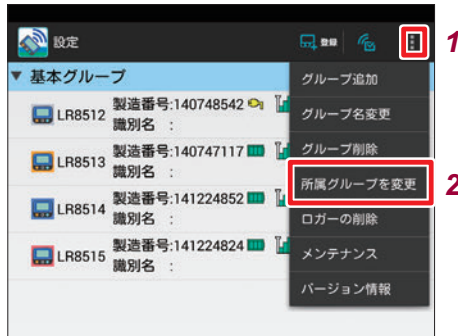 設定
登録
1
▼ 基本グループ
グループ追加
LR8512
製造番号:140748542
識別名 :
グループ名変更
LR8513
製造番号:140747117
識別名 :
グループ削除
所属グループを変更
2
LR8514
製造番号:141224852
識別名 :
ロガーの削除
LR8515
製造番号:141224824
識別名 :
メンテナンス
バージョン情報